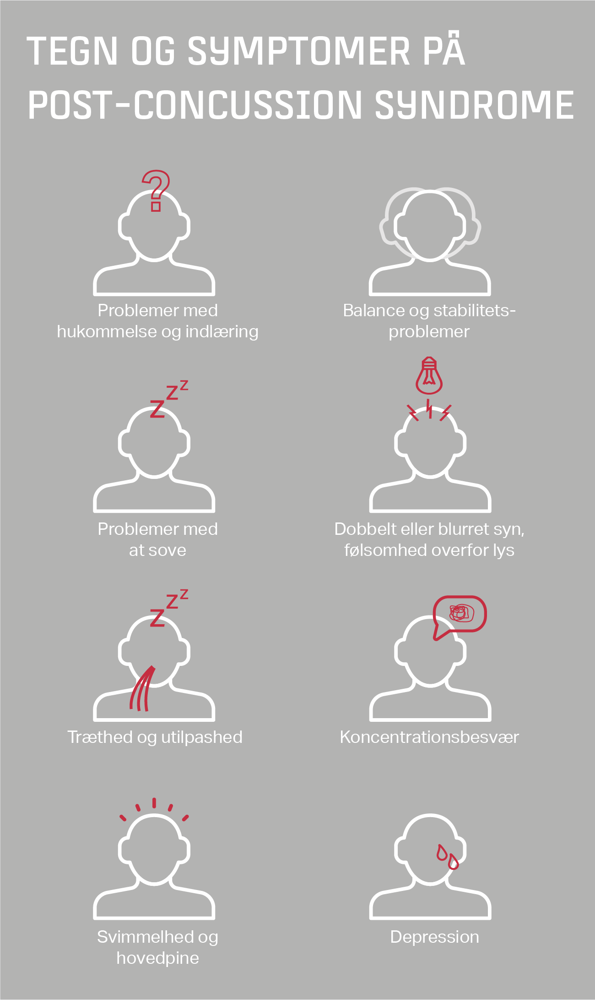 TEGN OG SYMPTOMER PÅ
POST-CONCUSSION SYNDROME
?
Problemer med
hukommelse og indlæring
Balance og stabilitets-
problemer
z z z
Problemer med
at sove
Dobbelt eller blurret syn,
følsomhed overfor lys
z z z
Træthed og utilpashed
Koncentrationsbesvær
Svimmelhed og
hovedpine
Depression